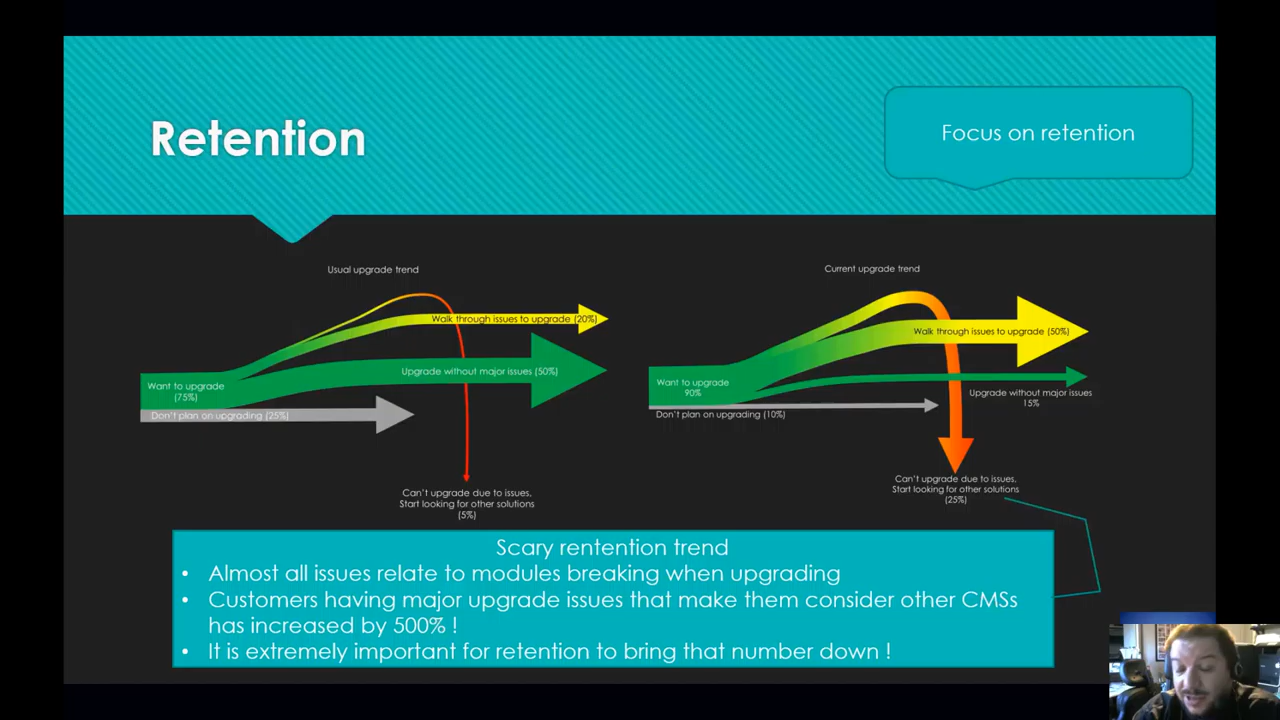 Retention
Focus on retention
Usual upgrade trend
Walk through issues to upgrade (20%)
Upgrade without major issues (50%)
Want to upgrade
(75%)
Don't plan on upgrading (25%)
Can't upgrade due to issues.
Start looking for other solutions
(5%)
Current upgrade trend
Walk through issues to upgrade (50%)
Want to upgrade
90%
Upgrade without major issues
15%
Don't plan on upgrading (10%)
Can't upgrade due to issues.
Start looking for other solutions
(25%)
Scary rentention trend
• Almost all issues relate to modules breaking when upgrading
• Customers having major upgrade issues that make them consider other CMSs
has increased by 500% !
• It is extremely important for retention to bring that number down !